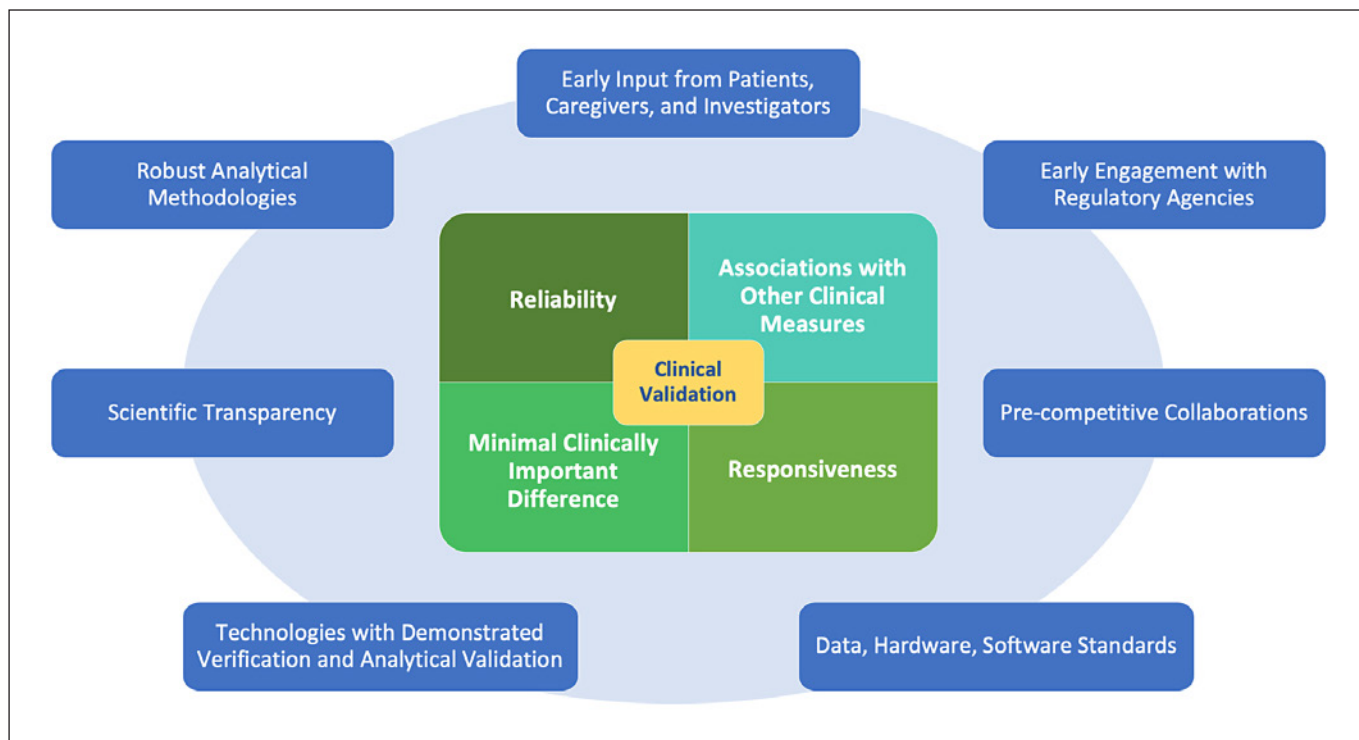 Early Input from Patients,
Caregivers, and Investigators
Robust Analytical
Methodologies
Early Engagement with
Regulatory Agencies
Reliability
Associations with
Other Clinical
Measures
Clinical
Validation
Scientific Transparency
Pre-competitive Collaborations
Minimal Clinically
Important
Difference
Responsiveness
Technologies with Demonstrated
Verification and Analytical Validation
Data, Hardware, Software Standards